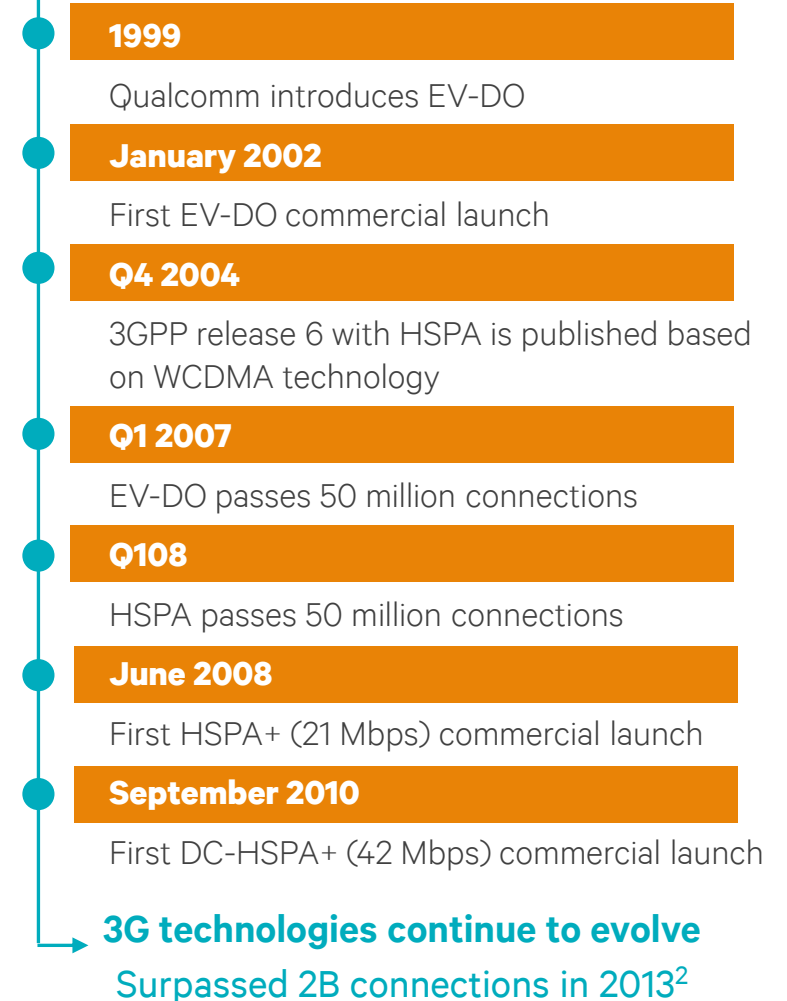 1999
Qualcomm introduces EV-DO
January 2002
First EV-DO commercial launch
Q4 2004
3GPP release 6 with HSPA is published based
on WCDMA technology
Q1 2007
EV-DO passes 50 million connections
Q108
HSPA passes 50 million connections
June 2008
First HSPA+ (21 Mbps) commercial launch
September 2010
First DC-HSPA+ (42 Mbps) commercial launch
3G technologies continue to evolve
Surpassed 2B connections in 2013²